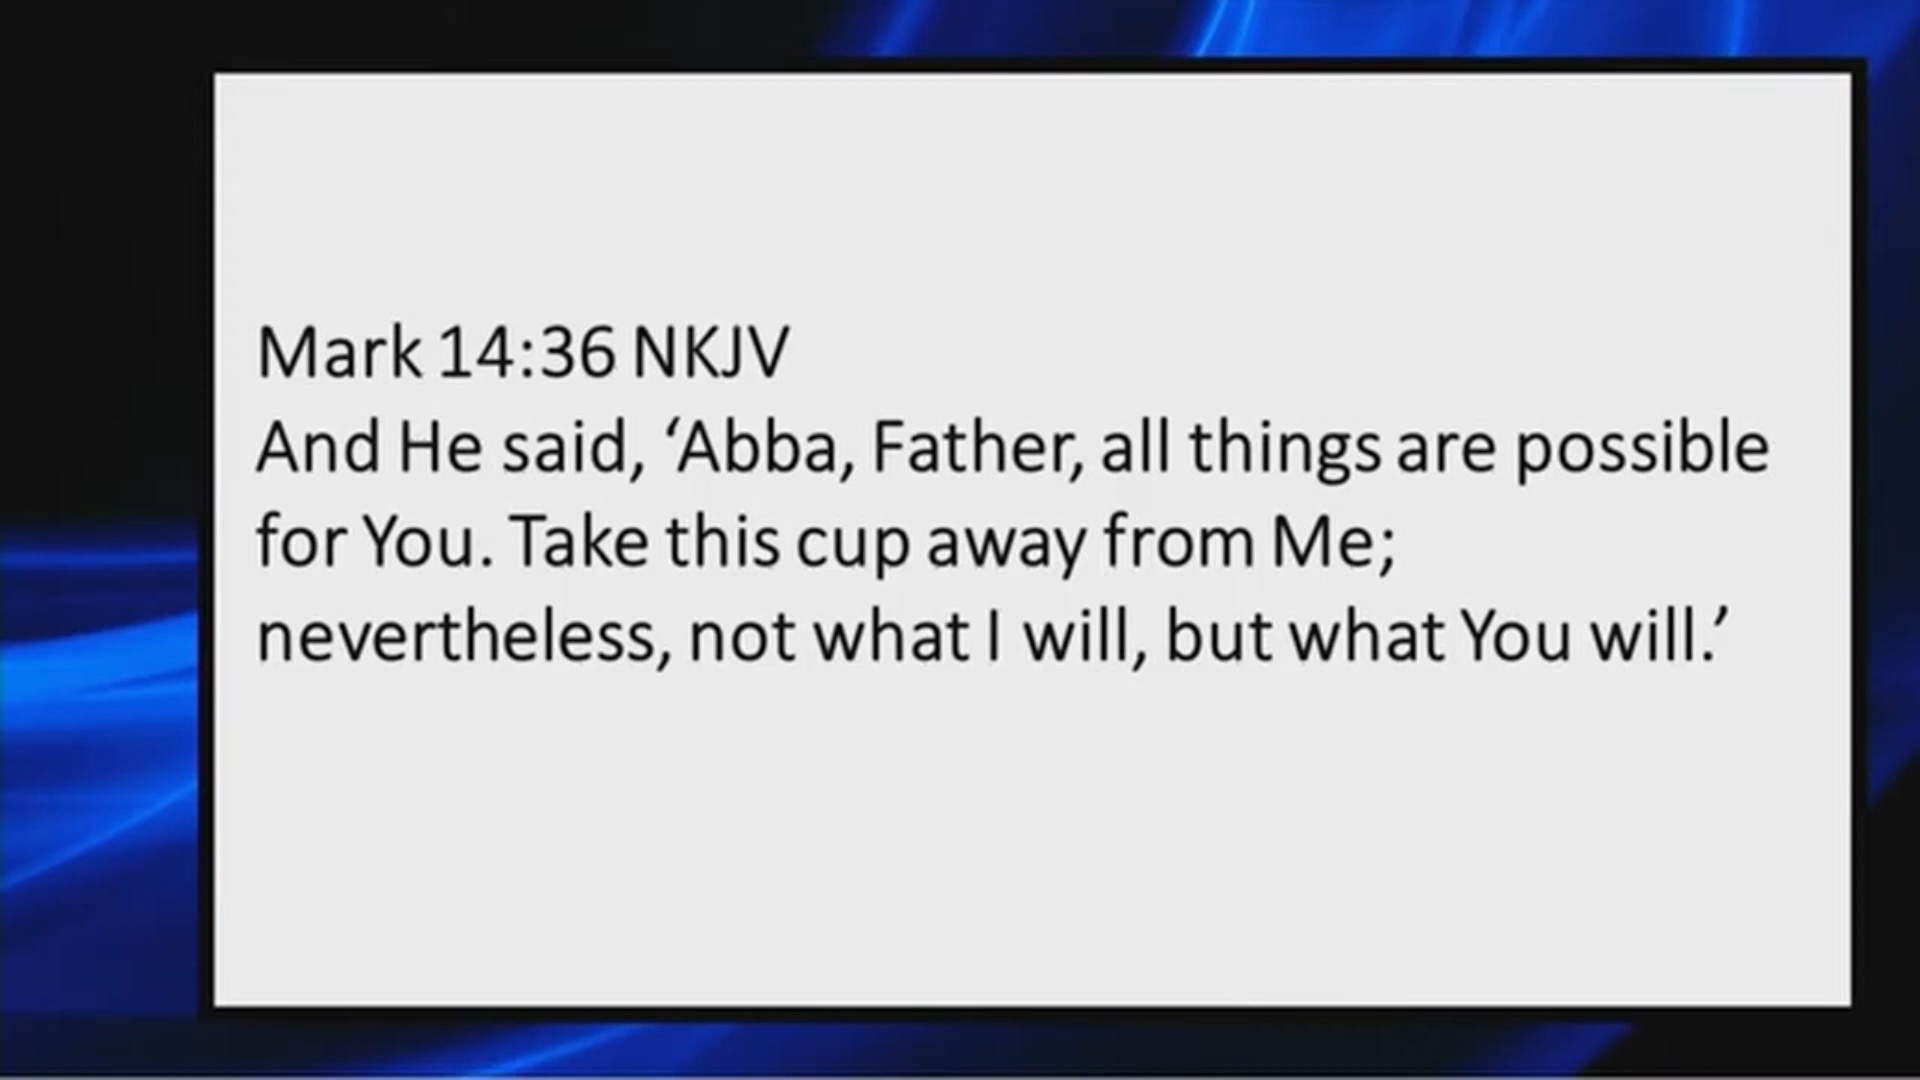 Mark 14:36 NKJV
And He said, ‘Abba, Father, all things are possible
for You. Take this cup away from Me;
nevertheless, not what I will, but what You will.’